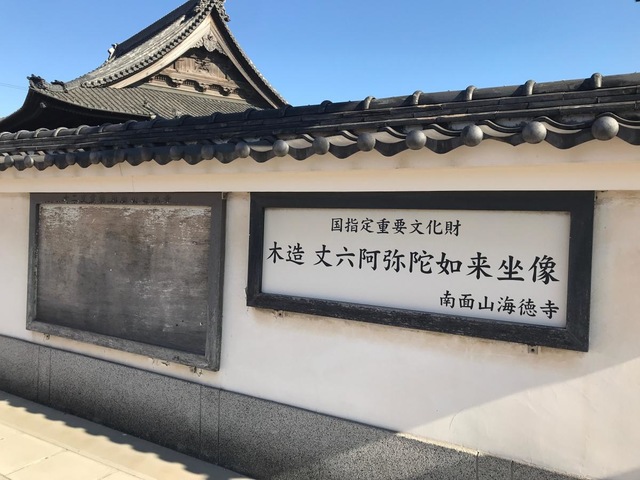 国指定重要文化財
木造 丈六阿弥陀如来坐像
南面山海徳寺